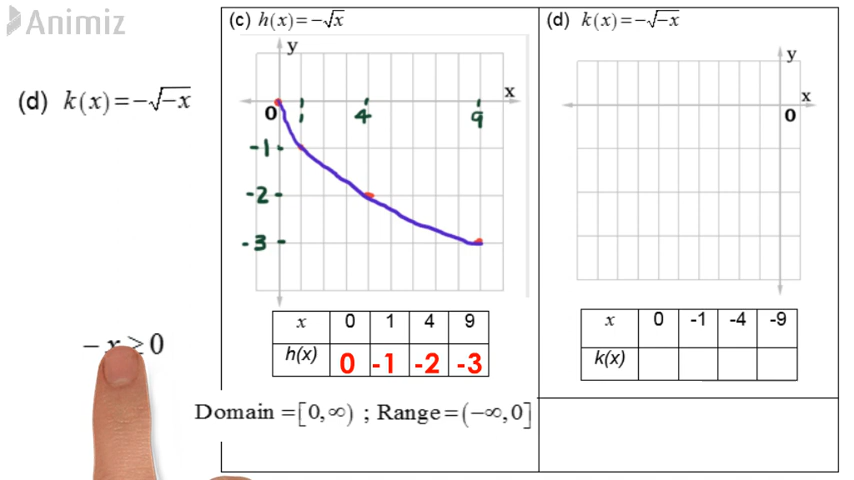 Animiz
(d) k(x)=-√-x
-x≥0
(c) h(x)=-√x
y
x
0
1
4
9
-1
-2
-3
x 0 1 4 9
h(x) 0 -1 -2 -3
Domain =[0,∞) ; Range=(-∞,0]
(d) k(x)=-√-x
y
x
0
x 0 -1 -4 -9
k(x)